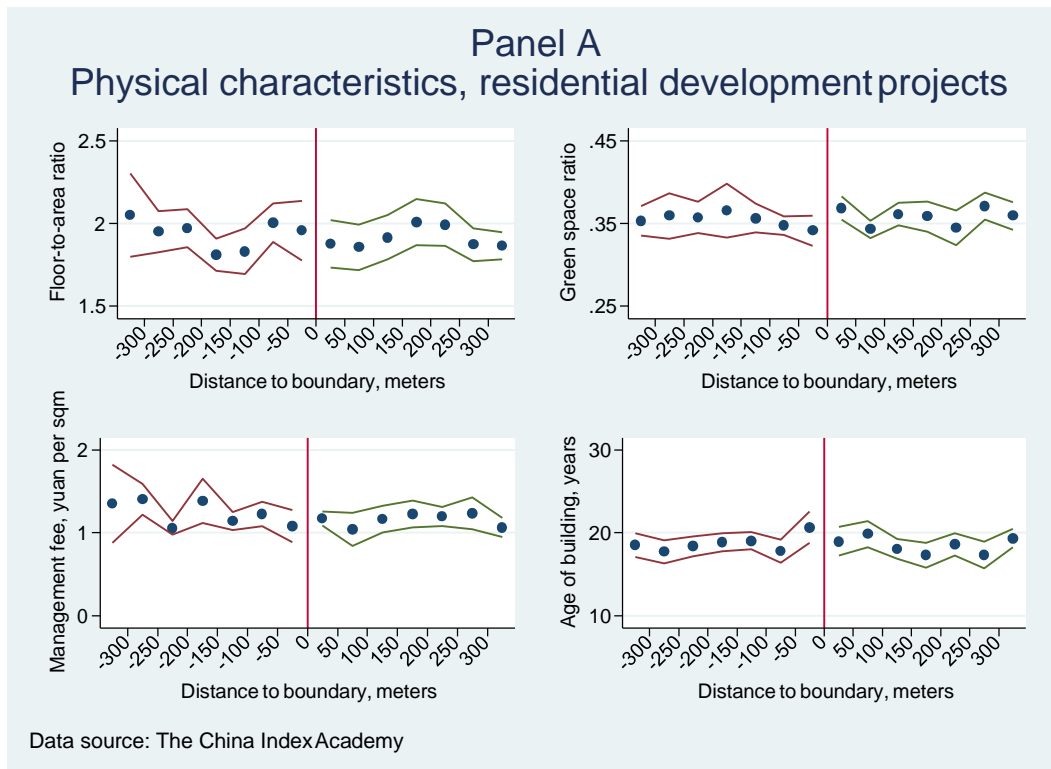 Panel A
Physical characteristics, residential development projects
Floor-to-area ratio
2.5
2
1.5
-300 -250 -200 -150 -100 -50 0 50 100 150 200 250 300
Distance to boundary, meters
Green space ratio
.45
.35
.25
-300 -250 -200 -150 -100 -50 0 50 100 150 200 250 300
Distance to boundary, meters
Management fee, yuan per sqm
2
1
0
-300 -250 -200 -150 -100 -50 0 50 100 150 200 250 300
Distance to boundary, meters
Age of building, years
30
20
10
-300 -250 -200 -150 -100 -50 0 50 100 150 200 250 300
Distance to boundary, meters
Data source: The China Index Academy